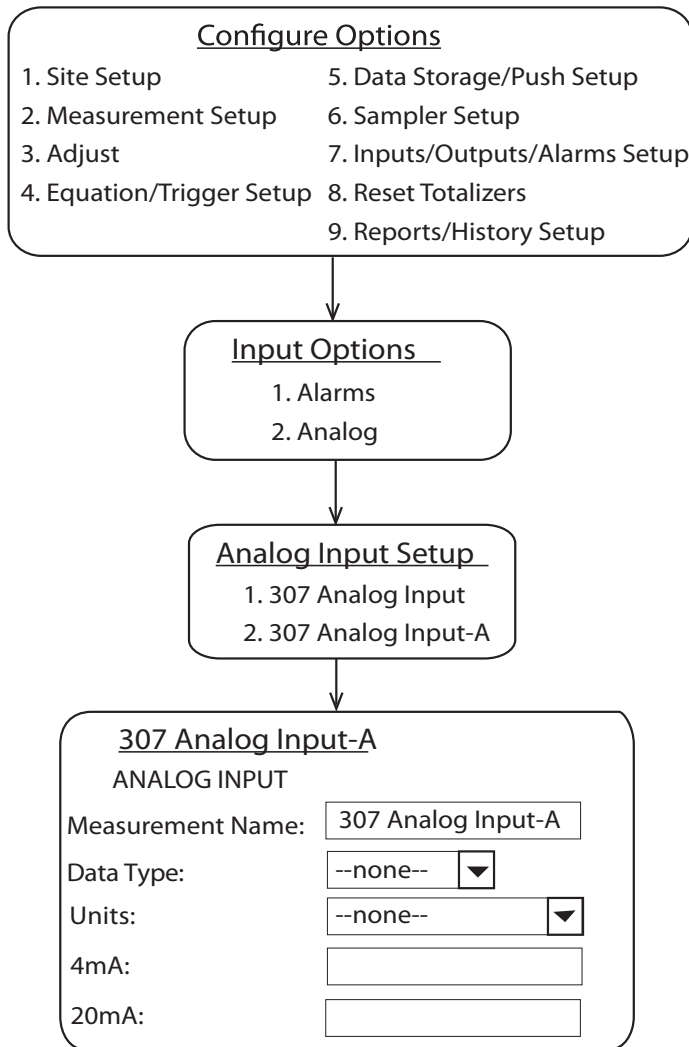 Configure Options
1. Site Setup
2. Measurement Setup
3. Adjust
4. Equation/Trigger Setup
5. Data Storage/Push Setup
6. Sampler Setup
7. Inputs/Outputs/Alarms Setup
8. Reset Totalizers
9. Reports/History Setup
Input Options
1. Alarms
2. Analog
Analog Input Setup
1. 307 Analog Input
2. 307 Analog Input-A
307 Analog Input-A
ANALOG INPUT
Measurement Name: 307 Analog Input-A
Data Type: --none--
Units: --none--
4mA:
20mA: